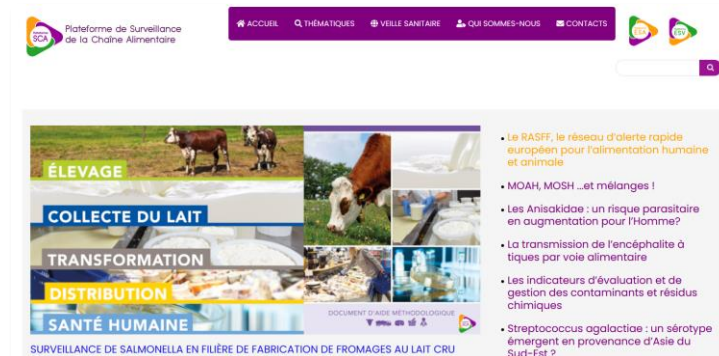 SCA
Plateforme de Surveillance
de la Chaîne Alimentaire
ACCUEIL THÉMATIQUES VEILLE SANITAIRE QUI SOMMES-NOUS CONTACTS
ESA ESV
ÉLEVAGE
COLLECTE DU LAIT
TRANSFORMATION
DISTRIBUTION
SANTÉ HUMAINE
DOCUMENT D'AIDE MÉTHODOLOGIQUE
SURVEILLANCE DE SALMONELLA EN FILIÈRE DE FABRICATION DE FROMAGES AU LAIT CRU
• Le RASFF, le réseau d'alerte rapide
européen pour l'alimentation humaine
et animale
• MOAH, MOSH ...et mélanges !
• Les Anisakidae : un risque parasitaire
en augmentation pour l'Homme?
• La transmission de l'encéphalite à
tiques par voie alimentaire
• Les indicateurs d'évaluation et de
gestion des contaminants et résidus
chimiques
• Streptococcus agalactiae : un sérotype
émergent en provenance d'Asie du
Sud-Est ?